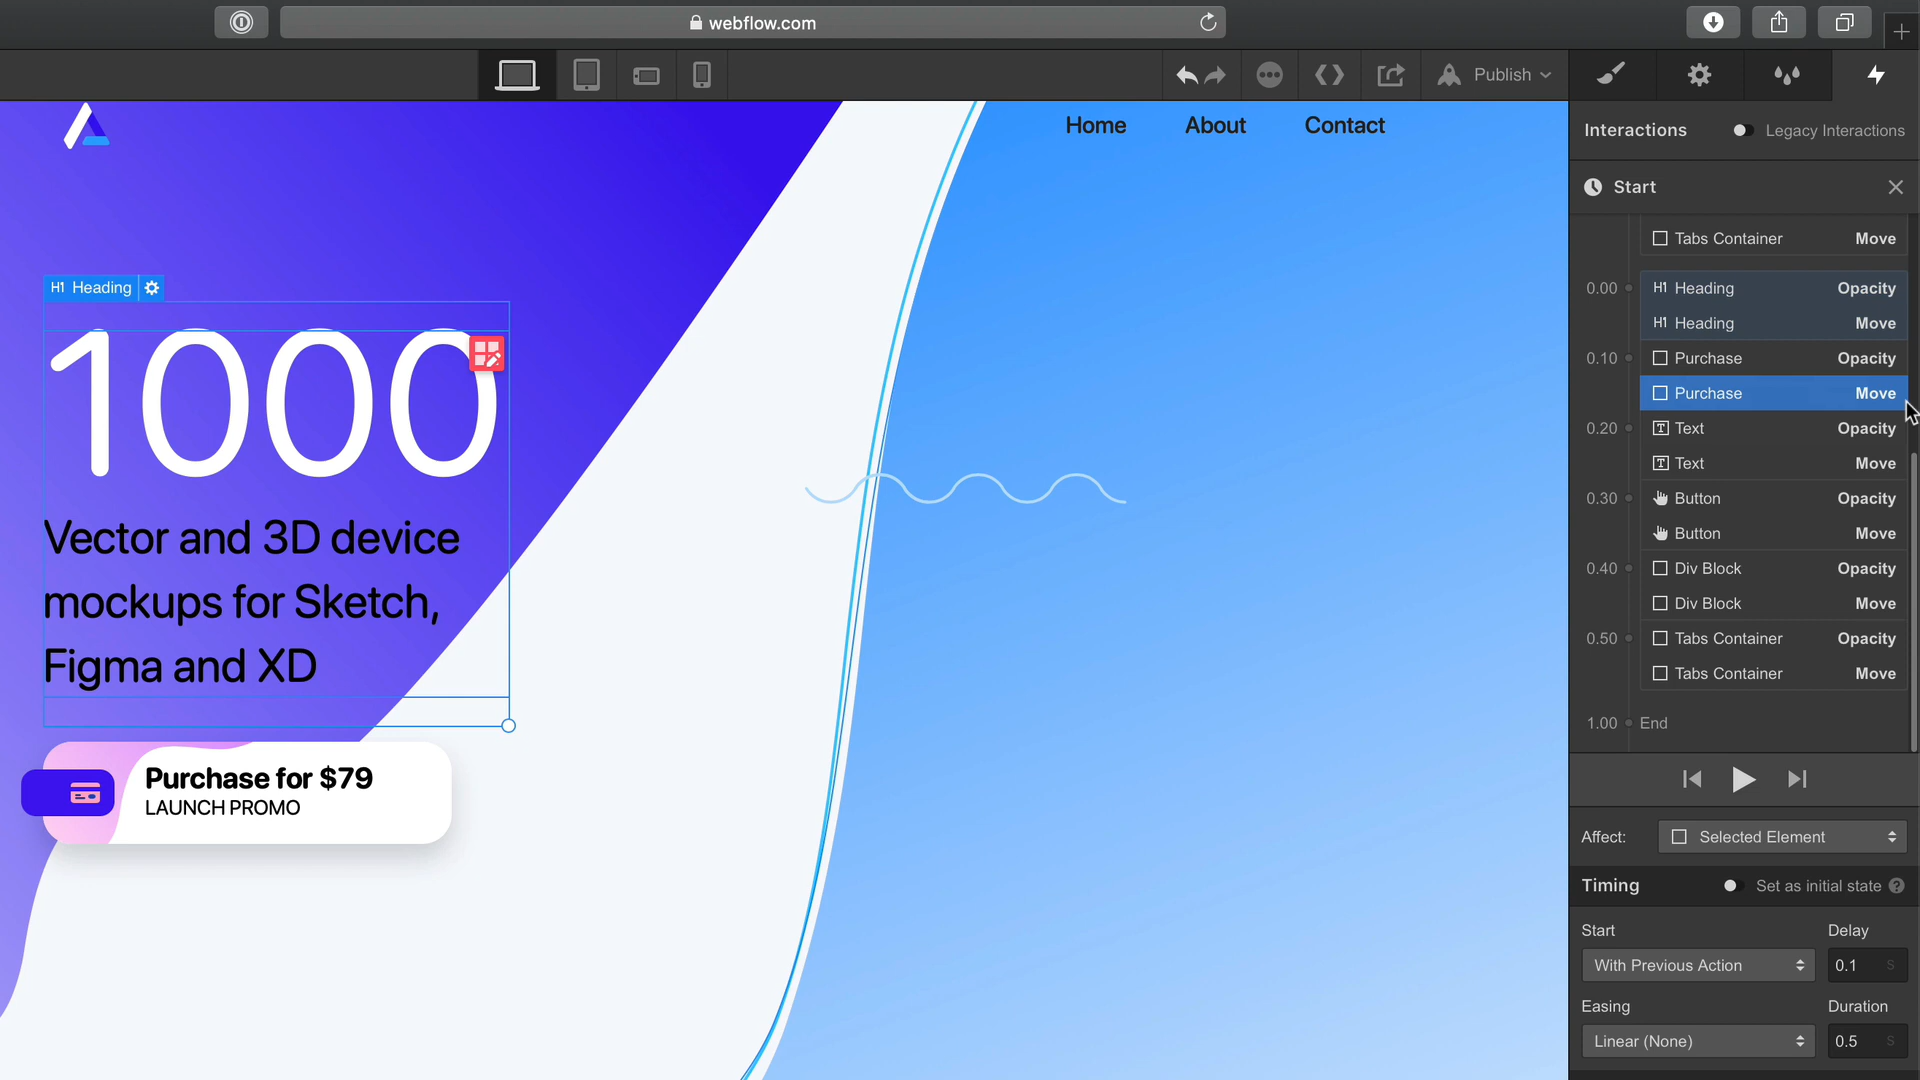 webflow.com
Publish
Home About Contact
Interactions Legacy Interactions
Start
Tabs Container Move
0.00 H1 Heading Opacity
H1 Heading Move
0.10 Purchase Opacity
Purchase Move
0.20 Text Opacity
Text Move
0.30 Button Opacity
Button Move
0.40 Div Block Opacity
Div Block Move
0.50 Tabs Container Opacity
Tabs Container Move
1.00 End
H1 Heading
1000
Vector and 3D device
mockups for Sketch,
Figma and XD
Purchase for $79
LAUNCH PROMO
Affect: Selected Element
Timing Set as initial state ?
Start Delay
With Previous Action 0.1 S
Easing Duration
Linear (None) 0.5 S